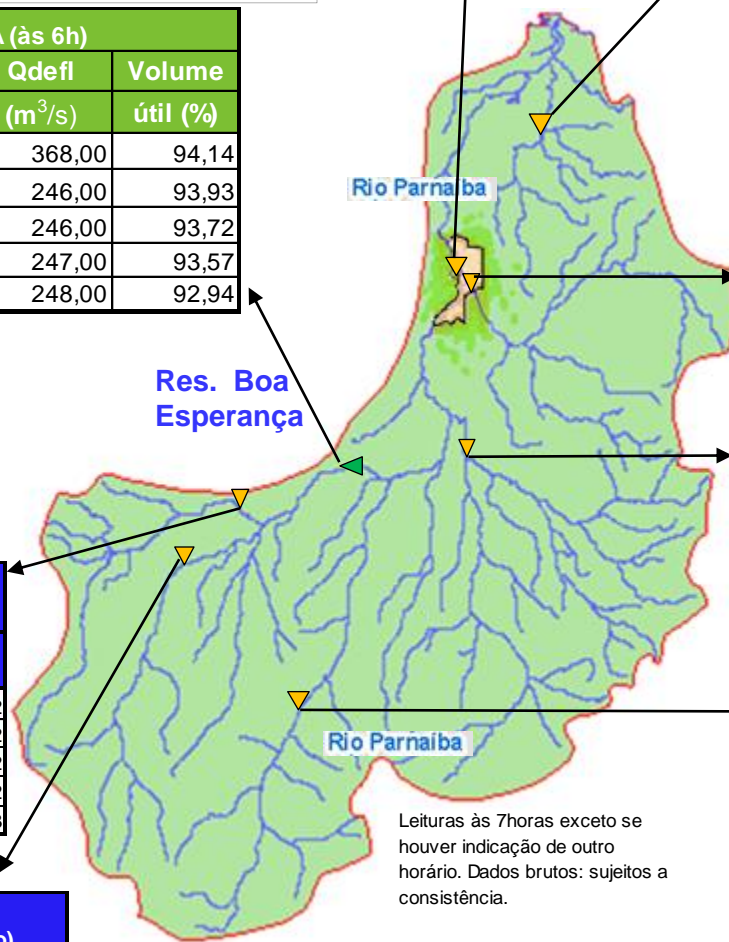 (às 6h)
Qdefl Volume
(m³/s) útil (%)
368,00 94,14
246,00 93,93
246,00 93,72
247,00 93,57
248,00 92,94
Rio Parnaíba
Res. Boa
Esperança
Rio Parnaíba
Leituras às 7horas exceto se
houver indicação de outro
horário. Dados brutos: sujeitos a
consistência.